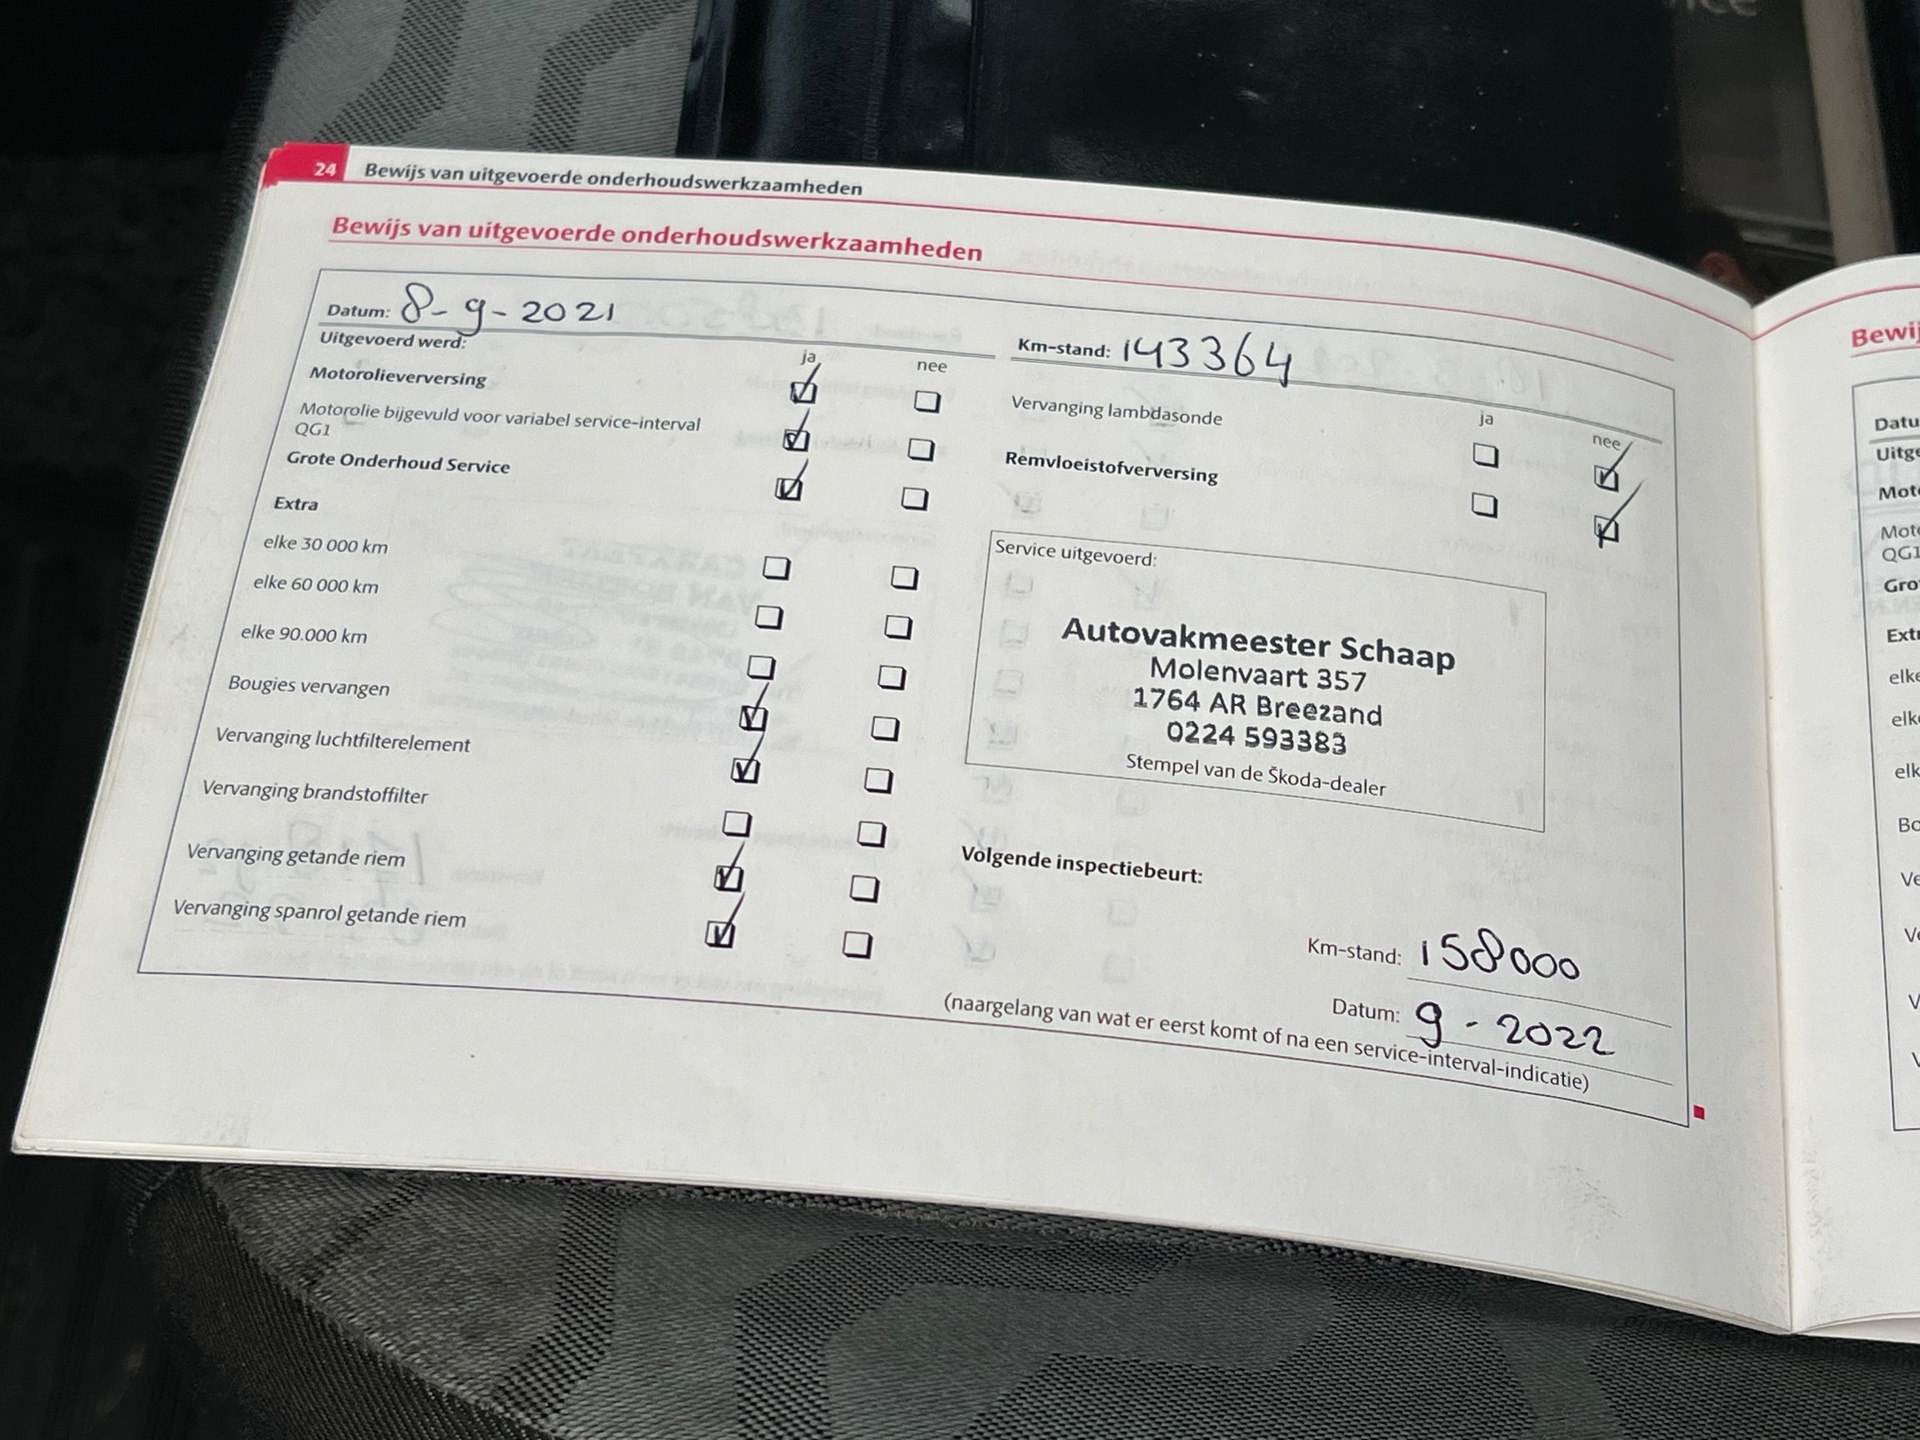 24 Bewijs van uitgevoerde onderhoudswerkzaamheden
Bewijs van uitgevoerde onderhoudswerkzaamheden
Datum: 8-9-2021
Uitgevoerd werd:
ja nee
Motorolieverversing
Motorolie bijgevuld voor variabel service-interval
QG1
Grote Onderhoud Service
Extra
elke 30 000 km
elke 60 000 km
elke 90.000 km
Bougies vervangen
Vervanging luchtfilterelement
Vervanging brandstoffilter
Vervanging getande riem
Vervanging spanrol getande riem
Km-stand: 143364
ja nee
Vervanging lambdasonde
Remvloeistofverversing
Service uitgevoerd:
Autovakmeester Schaap
Molenvaart 357
1764 AR Breezand
0224 593383
Stempel van de Škoda-dealer
Volgende inspectiebeurt:
Km-stand: 158000
Datum: 9-2022
(naargelang van wat er eerst komt of na een service-interval-indicatie)
QG1